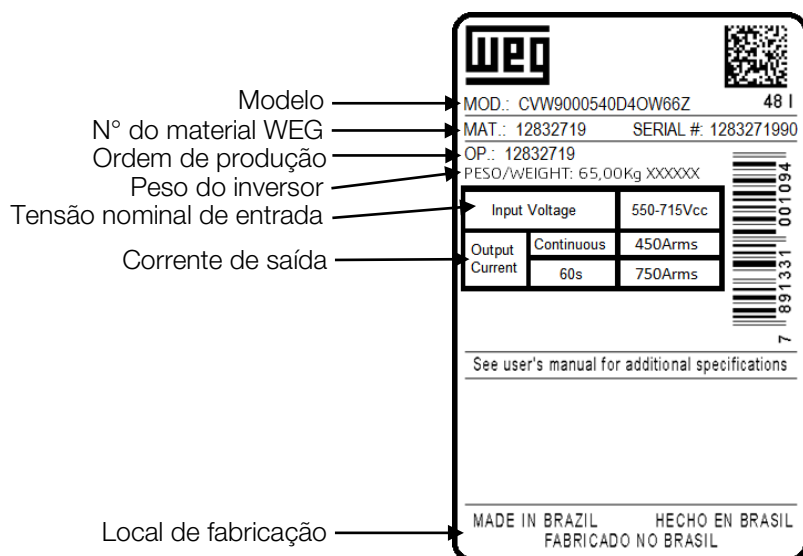 weg
Modelo
MOD.: CVW9000540D4OW66Z
48 I
N° do material WEG
MAT.: 12832719 SERIAL #: 1283271990
Ordem de produção
OP.: 12832719
Peso do inversor
PESO/WEIGHT: 65,00Kg XXXXXX
Tensão nominal de entrada
Input Voltage 550-715Vcc
Corrente de saída
Output Current
Continuous 450Arms
60s 750Arms
7 891331 001094
See user's manual for additional specifications
Local de fabricação
MADE IN BRAZIL HECHO EN BRASIL
FABRICADO NO BRASIL